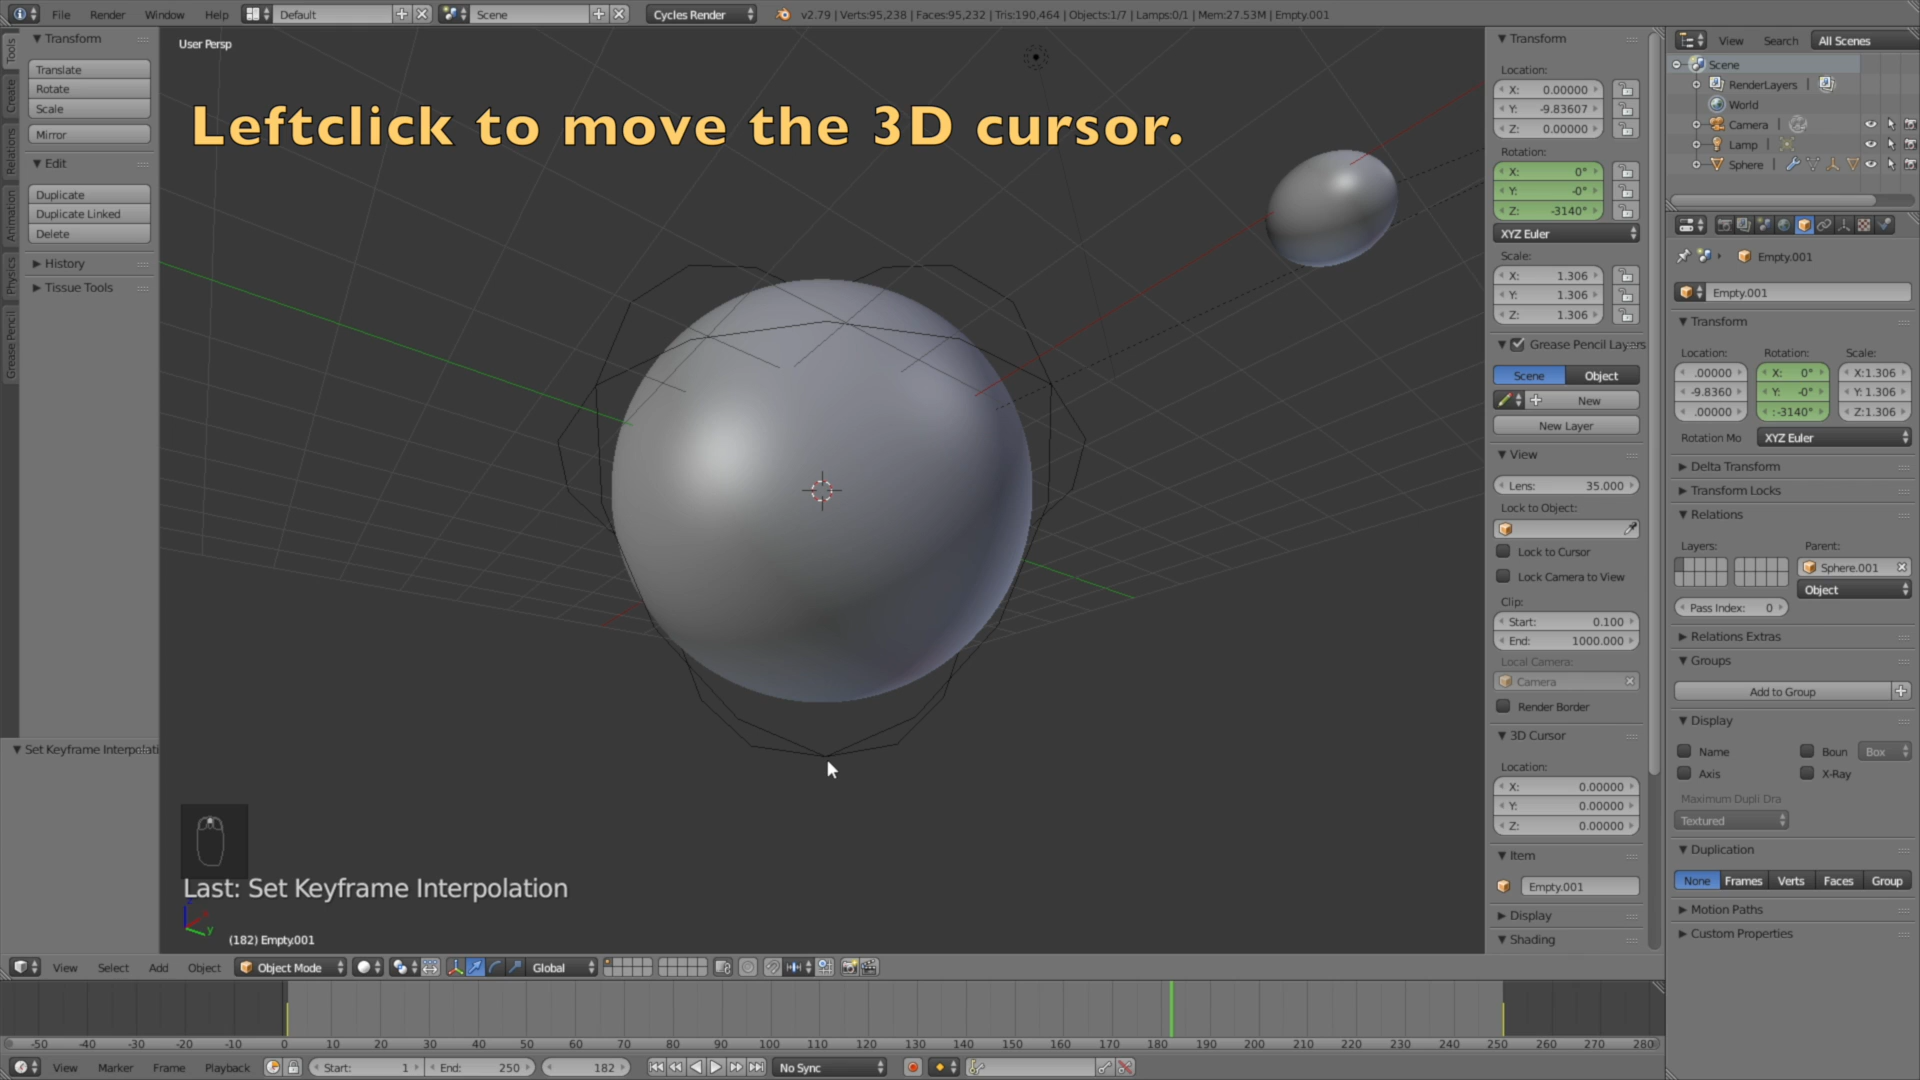 File Render Window Help Default Scene Cycles Render v2.79 | Verts:95,238 | Faces:95,232 | Tris:190,464 | Objects:1/7 | Lamps:0/1 | Mem:27.53M | Empty.001
Tools
Create
Relations
Animation
Physics
Grease Pencil
Transform
Translate
Rotate
Scale
Mirror
Edit
Duplicate
Duplicate Linked
Delete
History
Tissue Tools
Set Keyframe Interpolati
User Persp
Leftclick to move the 3D cursor.
Last: Set Keyframe Interpolation
y
(182) Empty.001
Transform
Location:
X: 0.00000
Y: -9.83607
Z: 0.00000
Rotation:
X: 0°
Y: -0°
Z: -3140°
XYZ Euler
Scale:
X: 1.306
Y: 1.306
Z: 1.306
Grease Pencil Layers
Scene Object
New
New Layer
View
Lens: 35.000
Lock to Object:
Lock to Cursor
Lock Camera to View
Clip:
Start: 0.100
End: 1000.000
Local Camera:
Camera
Render Border
3D Cursor
Location:
X: 0.00000
Y: 0.00000
Z: 0.00000
Item
Empty.001
Display
Shading
View Search All Scenes
Scene
RenderLayers
World
Camera
Lamp
Sphere
Empty.001
Empty.001
Transform
Location: Rotation: Scale:
.00000 X: 0° X:1.306
-9.8360 Y: -0° Y:1.306
.00000 :-3140° Z:1.306
Rotation Mo XYZ Euler
Delta Transform
Transform Locks
Relations
Layers: Parent:
Sphere.001
Object
Pass Index: 0
Relations Extras
Groups
Add to Group
Display
Name Boun Box
Axis X-Ray
Maximum Dupli Dra
Textured
Duplication
None Frames Verts Faces Group
Motion Paths
Custom Properties
View Select Add Object Object Mode Global
-50 -40 -30 -20 -10 0 10 20 30 40 50 60 70 80 90 100 110 120 130 140 150 160 170 180 190 200 210 220 230 240 250 260 270 280
View Marker Frame Playback Start: 1 End: 250 182 No Sync